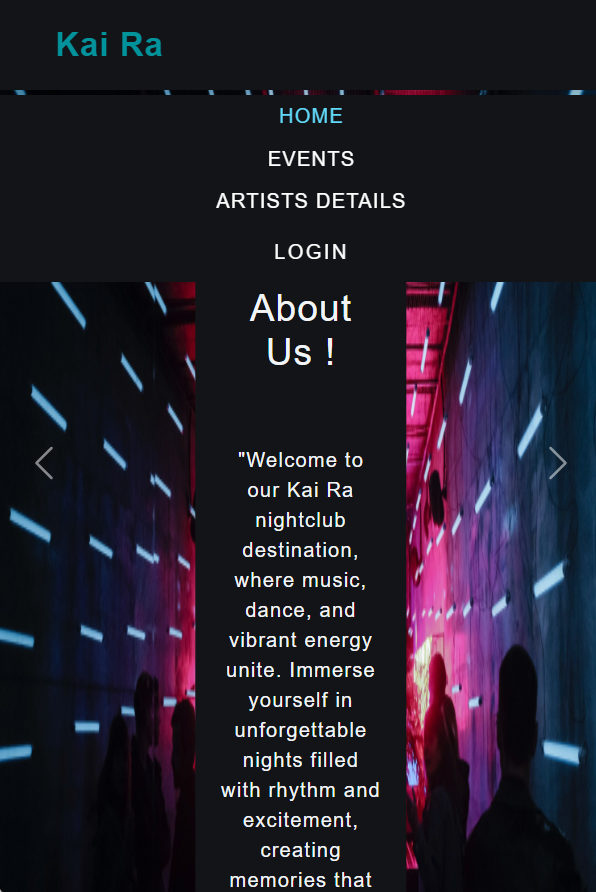 Kai Ra
HOME
EVENTS
ARTISTS DETAILS
LOGIN
About
Us !
"Welcome to
our Kai Ra
nightclub
destination,
where music,
dance, and
vibrant energy
unite. Immerse
yourself in
unforgettable
nights filled
with rhythm and
excitement,
creating
memories that